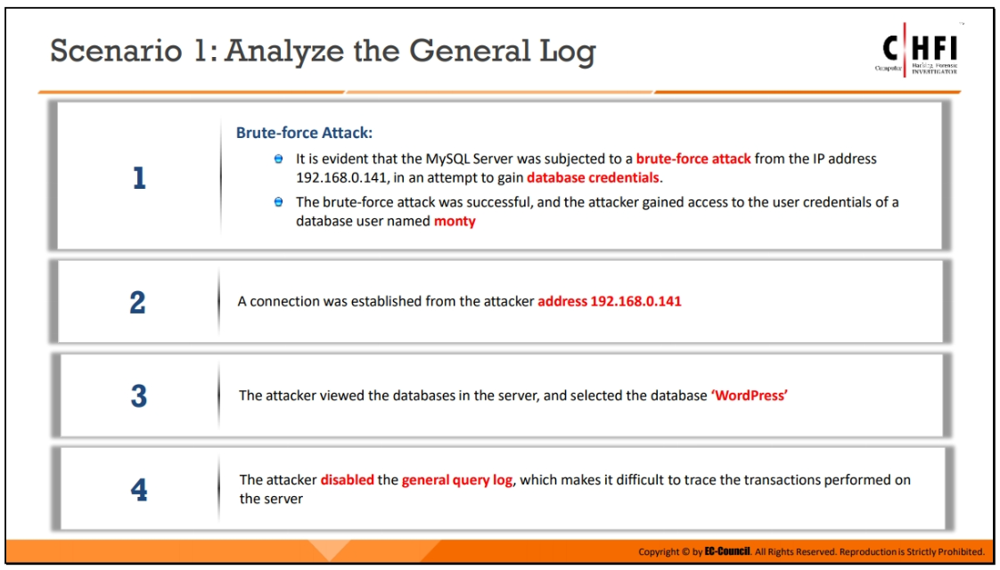 Scenario 1: Analyze the General Log
C HFI
Computer Hacking Forensic
INVESTIGATOR
1
Brute-force Attack:
It is evident that the MySQL Server was subjected to a brute-force attack from the IP address
192.168.0.141, in an attempt to gain database credentials.
The brute-force attack was successful, and the attacker gained access to the user credentials of a
database user named monty
2
A connection was established from the attacker address 192.168.0.141
3
The attacker viewed the databases in the server, and selected the database ‘WordPress’
4
The attacker disabled the general query log, which makes it difficult to trace the transactions performed on
the server
Copyright © by EC-Council. All Rights Reserved. Reproduction is Strictly Prohibited.